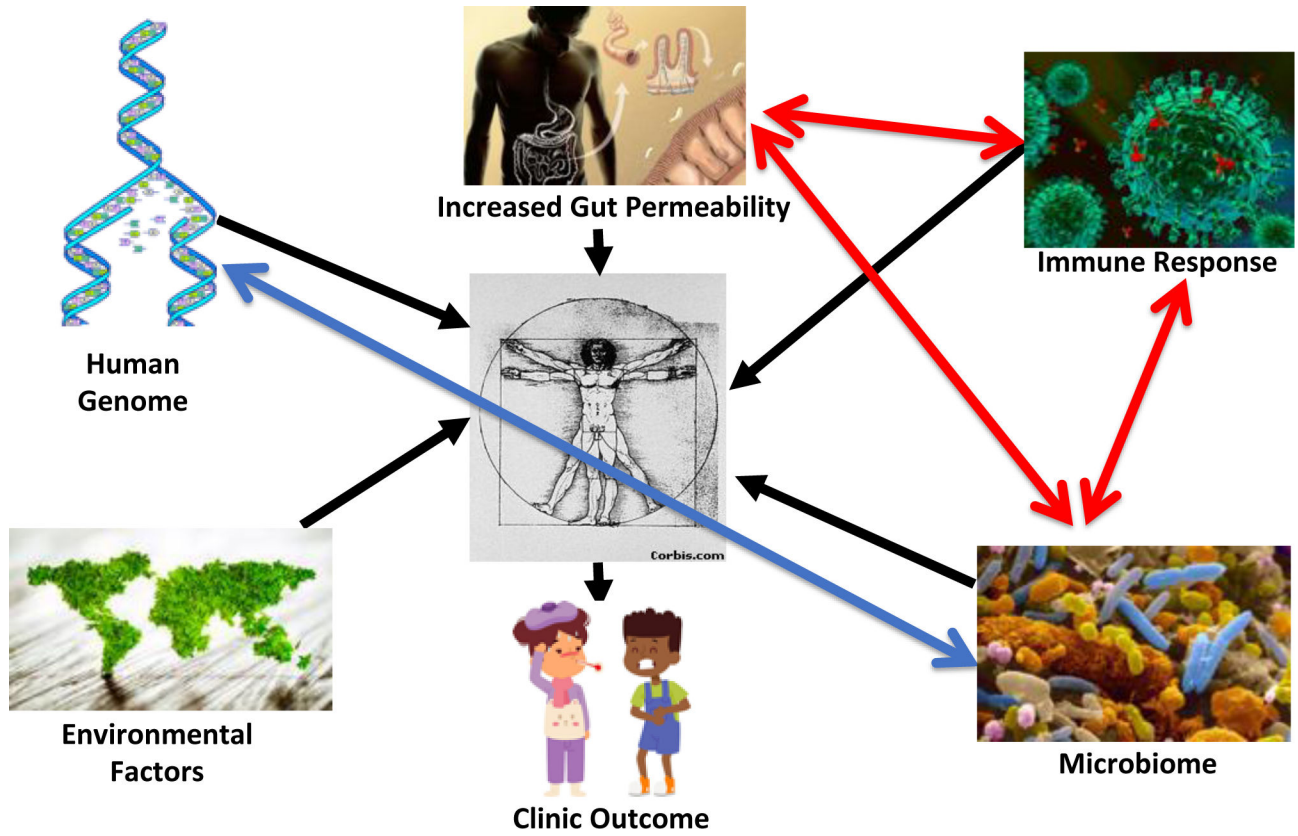 Increased Gut Permeability
Immune Response
Human
Genome
Corbis.com
Environmental
Factors
Microbiome
Clinic Outcome